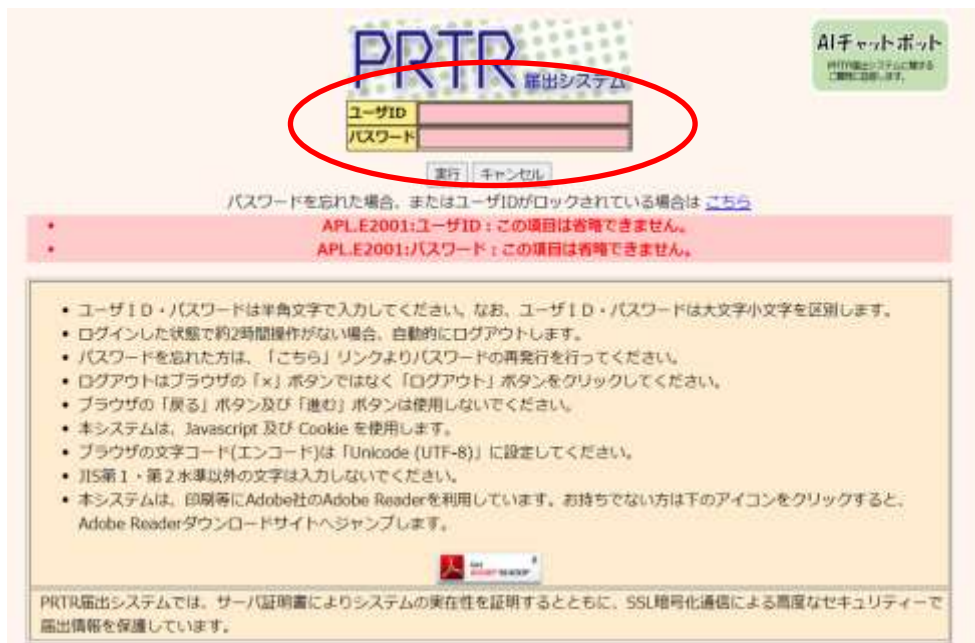 PRTR 届出システム
AIチャットボット
PRTR届出システムに関する
ご質問に回答します。
ユーザID
パスワード
実行 キャンセル
パスワードを忘れた場合、またはユーザIDがロックされている場合は こちら
• APL.E2001:ユーザID：この項目は省略できません。
• APL.E2001:パスワード：この項目は省略できません。
• ユーザＩＤ・パスワードは半角文字で入力してください。なお、ユーザＩＤ・パスワードは大文字小文字を区別します。
• ログインした状態で約2時間操作がない場合、自動的にログアウトします。
• パスワードを忘れた方は、「こちら」リンクよりパスワードの再発行を行ってください。
• ログアウトはブラウザの「×」ボタンではなく「ログアウト」ボタンをクリックしてください。
• ブラウザの「戻る」ボタン及び「進む」ボタンは使用しないでください。
• 本システムは、Javascript 及び Cookie を使用します。
• ブラウザの文字コード(エンコード)は「Unicode (UTF-8)」に設定してください。
• JIS第１・第２水準以外の文字は入力しないでください。
• 本システムは、印刷等にAdobe社のAdobe Readerを利用しています。お持ちでない方は下のアイコンをクリックすると、
Adobe Readerダウンロードサイトへジャンプします。
PRTR届出システムでは、サーバ証明書によりシステムの実在性を証明するとともに、SSL暗号化通信による高度なセキュリティーで
届出情報を保護しています。